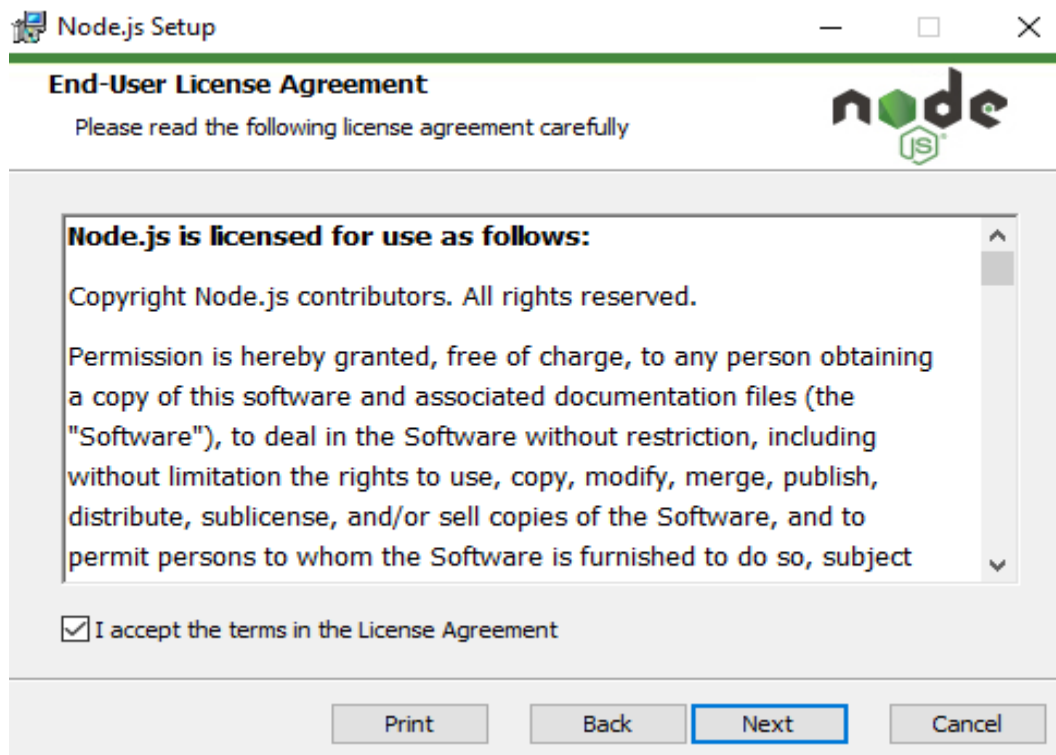 Node.js Setup
End-User License Agreement
Please read the following license agreement carefully
node
JS
Node.js is licensed for use as follows:
Copyright Node.js contributors. All rights reserved.
Permission is hereby granted, free of charge, to any person obtaining
a copy of this software and associated documentation files (the
"Software"), to deal in the Software without restriction, including
without limitation the rights to use, copy, modify, merge, publish,
distribute, sublicense, and/or sell copies of the Software, and to
permit persons to whom the Software is furnished to do so, subject
I accept the terms in the License Agreement
Print Back Next Cancel